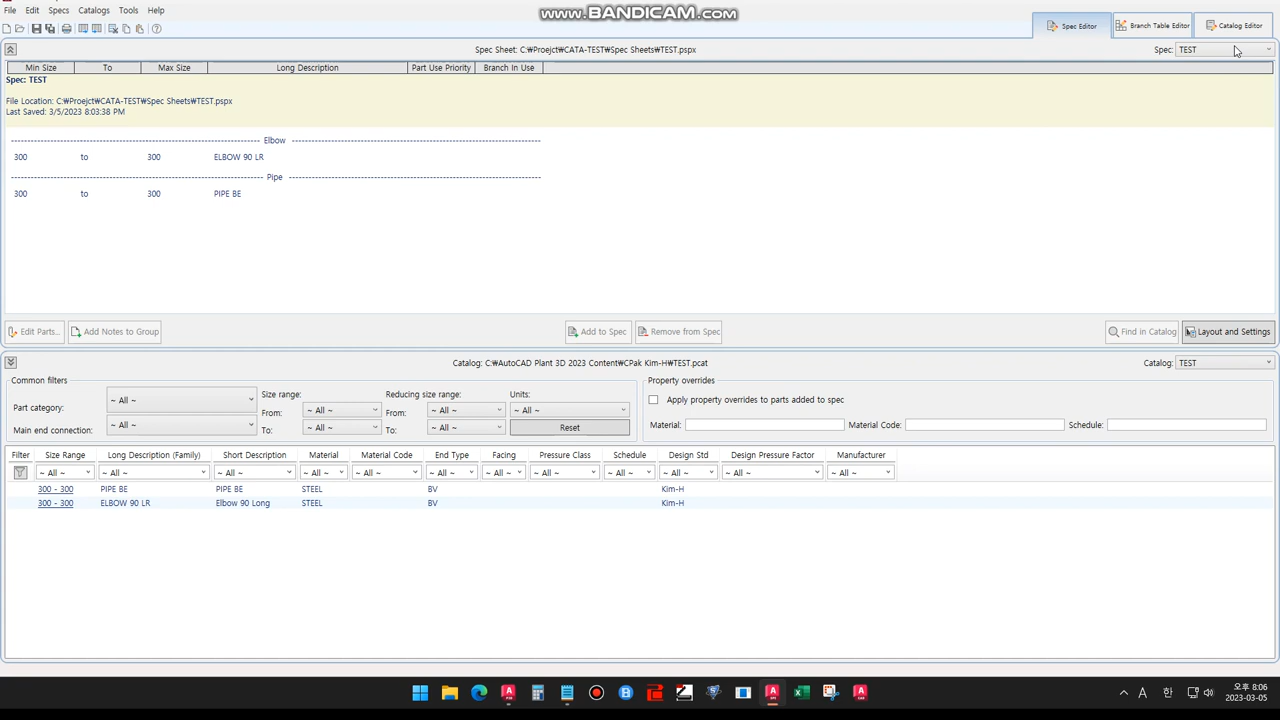 www.BANDICAM.com
File Edit Specs Catalogs Tools Help
Spec Editor Branch Table Editor Catalog Editor
Spec Sheet: C:₩Proejct₩CATA-TEST₩Spec Sheets₩TEST.pspx Spec: TEST
Min Size To Max Size Long Description Part Use Priority Branch In Use
Spec: TEST
File Location: C:₩Proejct₩CATA-TEST₩Spec Sheets₩TEST.pspx
Last Saved: 3/5/2023 8:03:38 PM
Elbow
300 to 300 ELBOW 90 LR
Pipe
300 to 300 PIPE BE
Edit Parts... Add Notes to Group Add to Spec Remove from Spec Find in Catalog Layout and Settings
Catalog: C:₩AutoCAD Plant 3D 2023 Content₩CPak Kim-H₩TEST.pcat Catalog: TEST
Common filters Property overrides
Part category: ~ All ~ Size range: Reducing size range: Units: Apply property overrides to parts added to spec
From: ~ All ~ From: ~ All ~ ~ All ~
Main end connection: ~ All ~ To: ~ All ~ To: ~ All ~ Reset Material: Material Code: Schedule:
Filter Size Range Long Description (Family) Short Description Material Material Code End Type Facing Pressure Class Schedule Design Std Design Pressure Factor Manufacturer
~ All ~ ~ All ~ ~ All ~ ~ All ~ ~ All ~ ~ All ~ ~ All ~ ~ All ~ ~ All ~ ~ All ~ ~ All ~ ~ All ~
300 - 300 PIPE BE PIPE BE STEEL BV Kim-H
300 - 300 ELBOW 90 LR Elbow 90 Long STEEL BV Kim-H
A 한 오후 8:06
2023-03-05